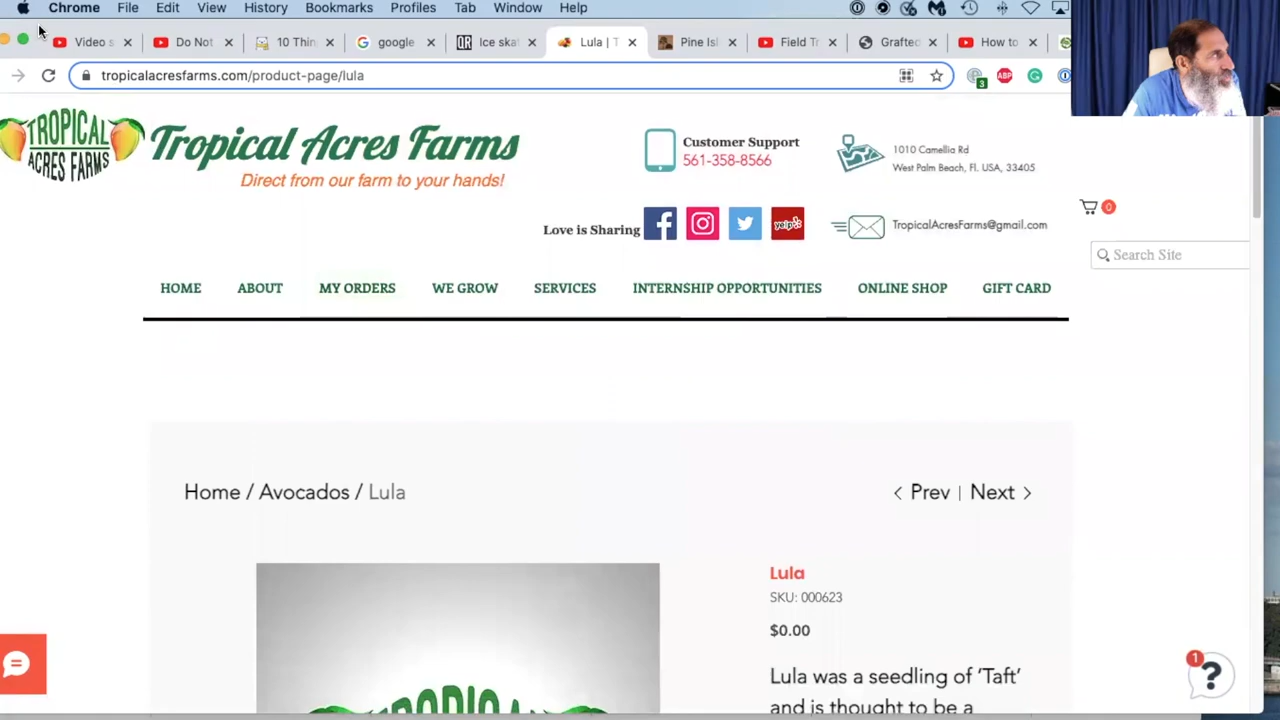 Chrome File Edit View History Bookmarks Profiles Tab Window Help
Video s Do Not 10 Thin google Ice ska Lula | T Pine Isl Field Tr Grafted How to
tropicalacresfarms.com/product-page/lula
3 ABP
TROPICAL
ACRES FARMS
Tropical Acres Farms
Direct from our farm to your hands!
Customer Support
561-358-8566
1010 Camellia Rd
West Palm Beach, Fl. USA, 33405
0
Love is Sharing
yelp
TropicalAcresFarms@gmail.com
Search Site
HOME ABOUT MY ORDERS WE GROW SERVICES INTERNSHIP OPPORTUNITIES ONLINE SHOP GIFT CARD
Home / Avocados / Lula
< Prev | Next >
Lula
SKU: 000623
$0.00
Lula was a seedling of ‘Taft’
and is thought to be a
TROPICAL
1
?